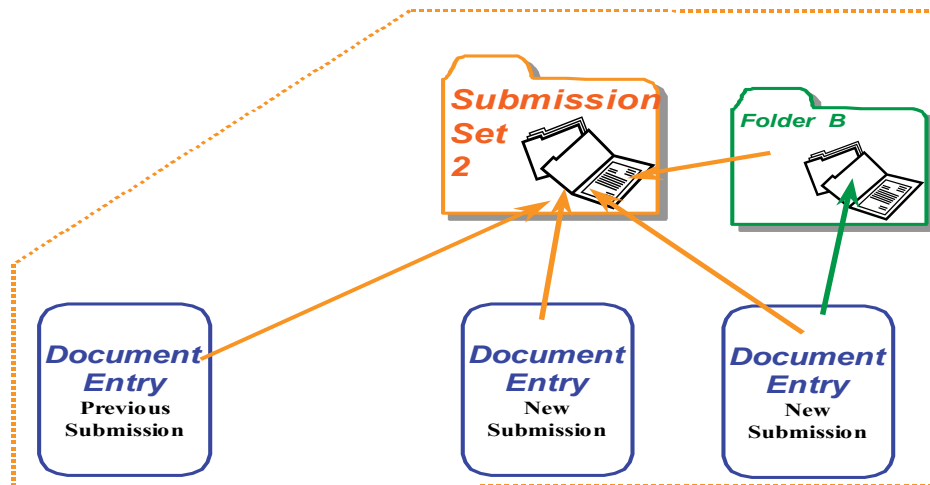 Submission
Set
2
Folder B
Document
Entry
Previous
Submission
Document
Entry
New
Submission
Document
Entry
New
Submission